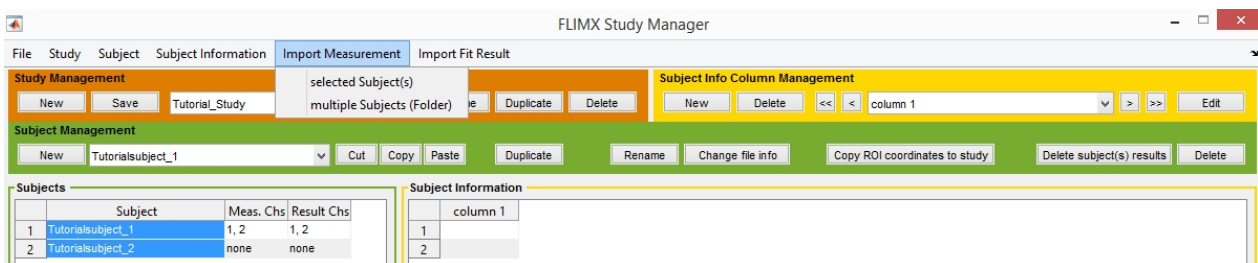 FLIMX Study Manager
File Study Subject Subject Information Import Measurement Import Fit Result
selected Subject(s)
multiple Subjects (Folder)
Study Management
New Save Tutorial_Study Duplicate Delete
Subject Info Column Management
New Delete << < column 1 > >> Edit
Subject Management
New Tutorialsubject_1 Cut Copy Paste Duplicate Rename Change file info Copy ROI coordinates to study Delete subject(s) results Delete
Subjects
Subject Meas. Chs Result Chs
1 Tutorialsubject_1 1, 2 1, 2
2 Tutorialsubject_2 none none
Subject Information
column 1
1
2